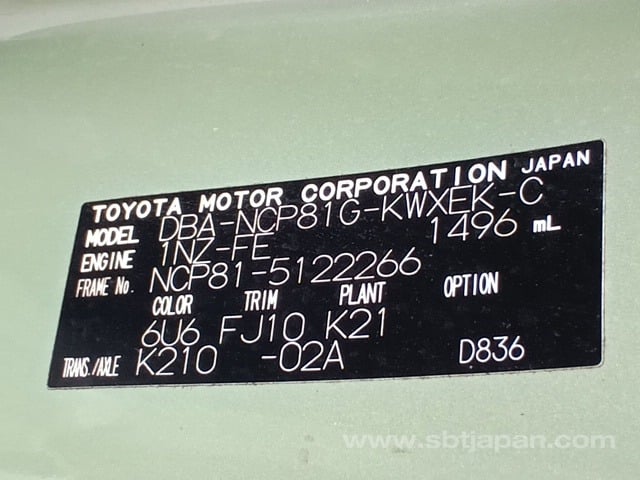 TOYOTA MOTOR CORPORATION JAPAN
MODEL DBA-NCP81G-KWXEK-C
ENGINE 1NZ-FE 1496 mL
FRAME No. NCP81-5122266
COLOR TRIM PLANT OPTION
6U6 FJ10 K21
TRANS./AXLE K210 -02A D836
www.sbtjapan.com